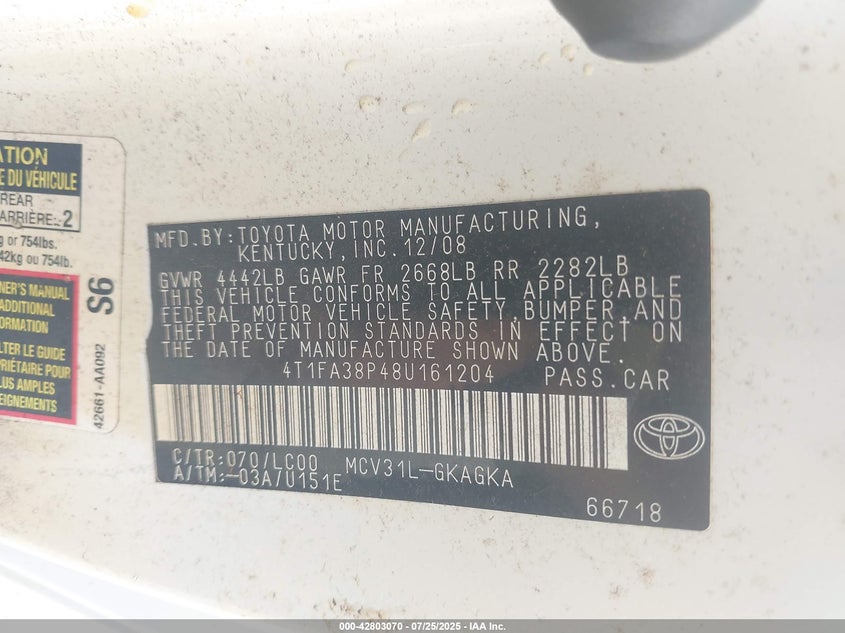 ATION
E DU VÉHICULE
REAR
ARRIÈRE: 2
g or 754lbs.
42kg ou 754lb.
NER'S MANUAL
ADDITIONAL
ORMATION
LTER LE GUIDE
PRIÉTAIRE POUR
LUS AMPLES
EIGNEMENTS
S6
42661-AA092
MFD. BY: TOYOTA MOTOR MANUFACTURING,
KENTUCKY, INC. 12/08
GVWR 4442LB GAWR FR 2668LB RR 2282LB
THIS VEHICLE CONFORMS TO ALL APPLICABLE
FEDERAL MOTOR VEHICLE SAFETY, BUMPER, AND
THEFT PREVENTION STANDARDS IN EFFECT ON
THE DATE OF MANUFACTURE SHOWN ABOVE.
4T1FA38P48U161204 PASS. CAR
C/TR: 070/LC00 MCV31L-GKAGKA
A/TM: -03A/U151E
66718
000-42803070 - 07/25/2025 - IAA Inc.